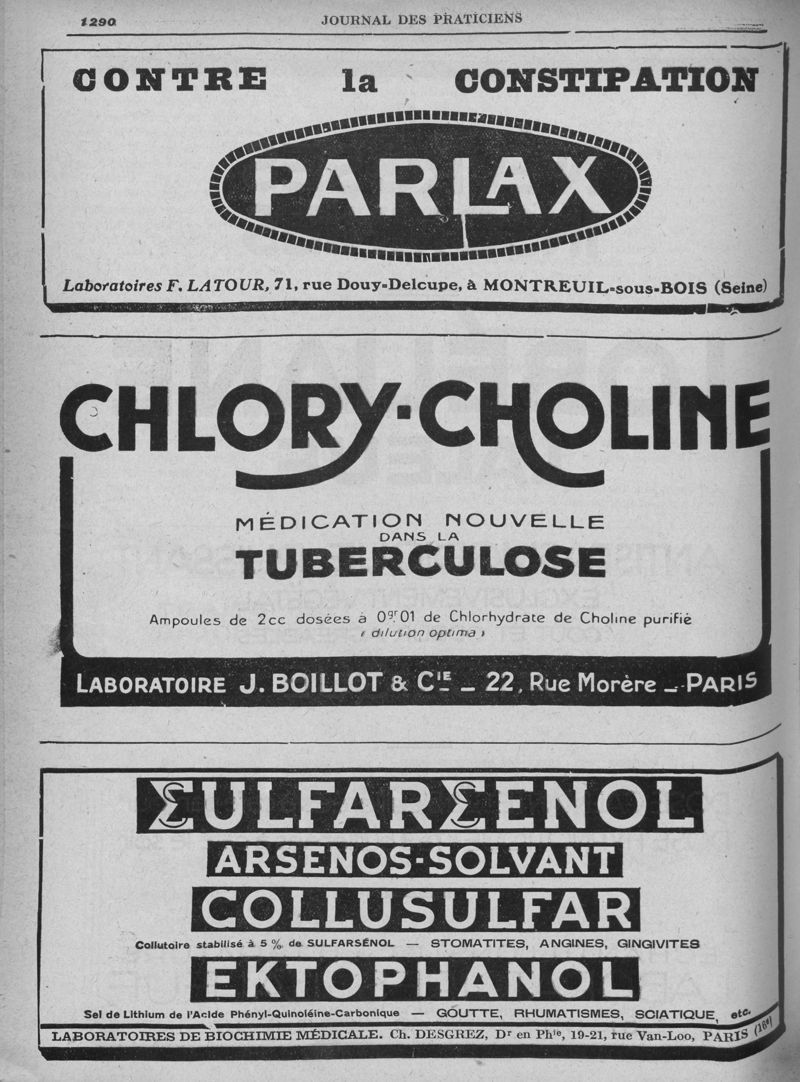 1290
JOURNAL DES PRATICIENS
CONTRE la CONSTIPATION
PARLAX
Laboratoires F. LATOUR, 71, rue Douy-Delcupe, à MONTREUIL-sous-BOIS (Seine)
CHLORY-CHOLINE
MÉDICATION NOUVELLE
DANS LA
TUBERCULOSE
Ampoules de 2cc dosées à 0gr01 de Chlorhydrate de Choline purifié
« dilution optima »
LABORATOIRE J. BOILLOT & CIE _ 22, Rue Morère _ PARIS
ΣULFARΣENOL
ARSENOS-SOLVANT
COLLUSULFAR
Collutoire stabilisé à 5 % de SULFARSÉNOL — STOMATITES, ANGINES, GINGIVITES
EKTOPHANOL
Sel de Lithium de l'Acide Phényl-Quinoléine-Carbonique — GOUTTE, RHUMATISMES, SCIATIQUE, etc.
LABORATOIRES DE BIOCHIMIE MÉDICALE. Ch. DESGREZ, Dr en Phie, 19-21, rue Van-Loo, PARIS (16e)